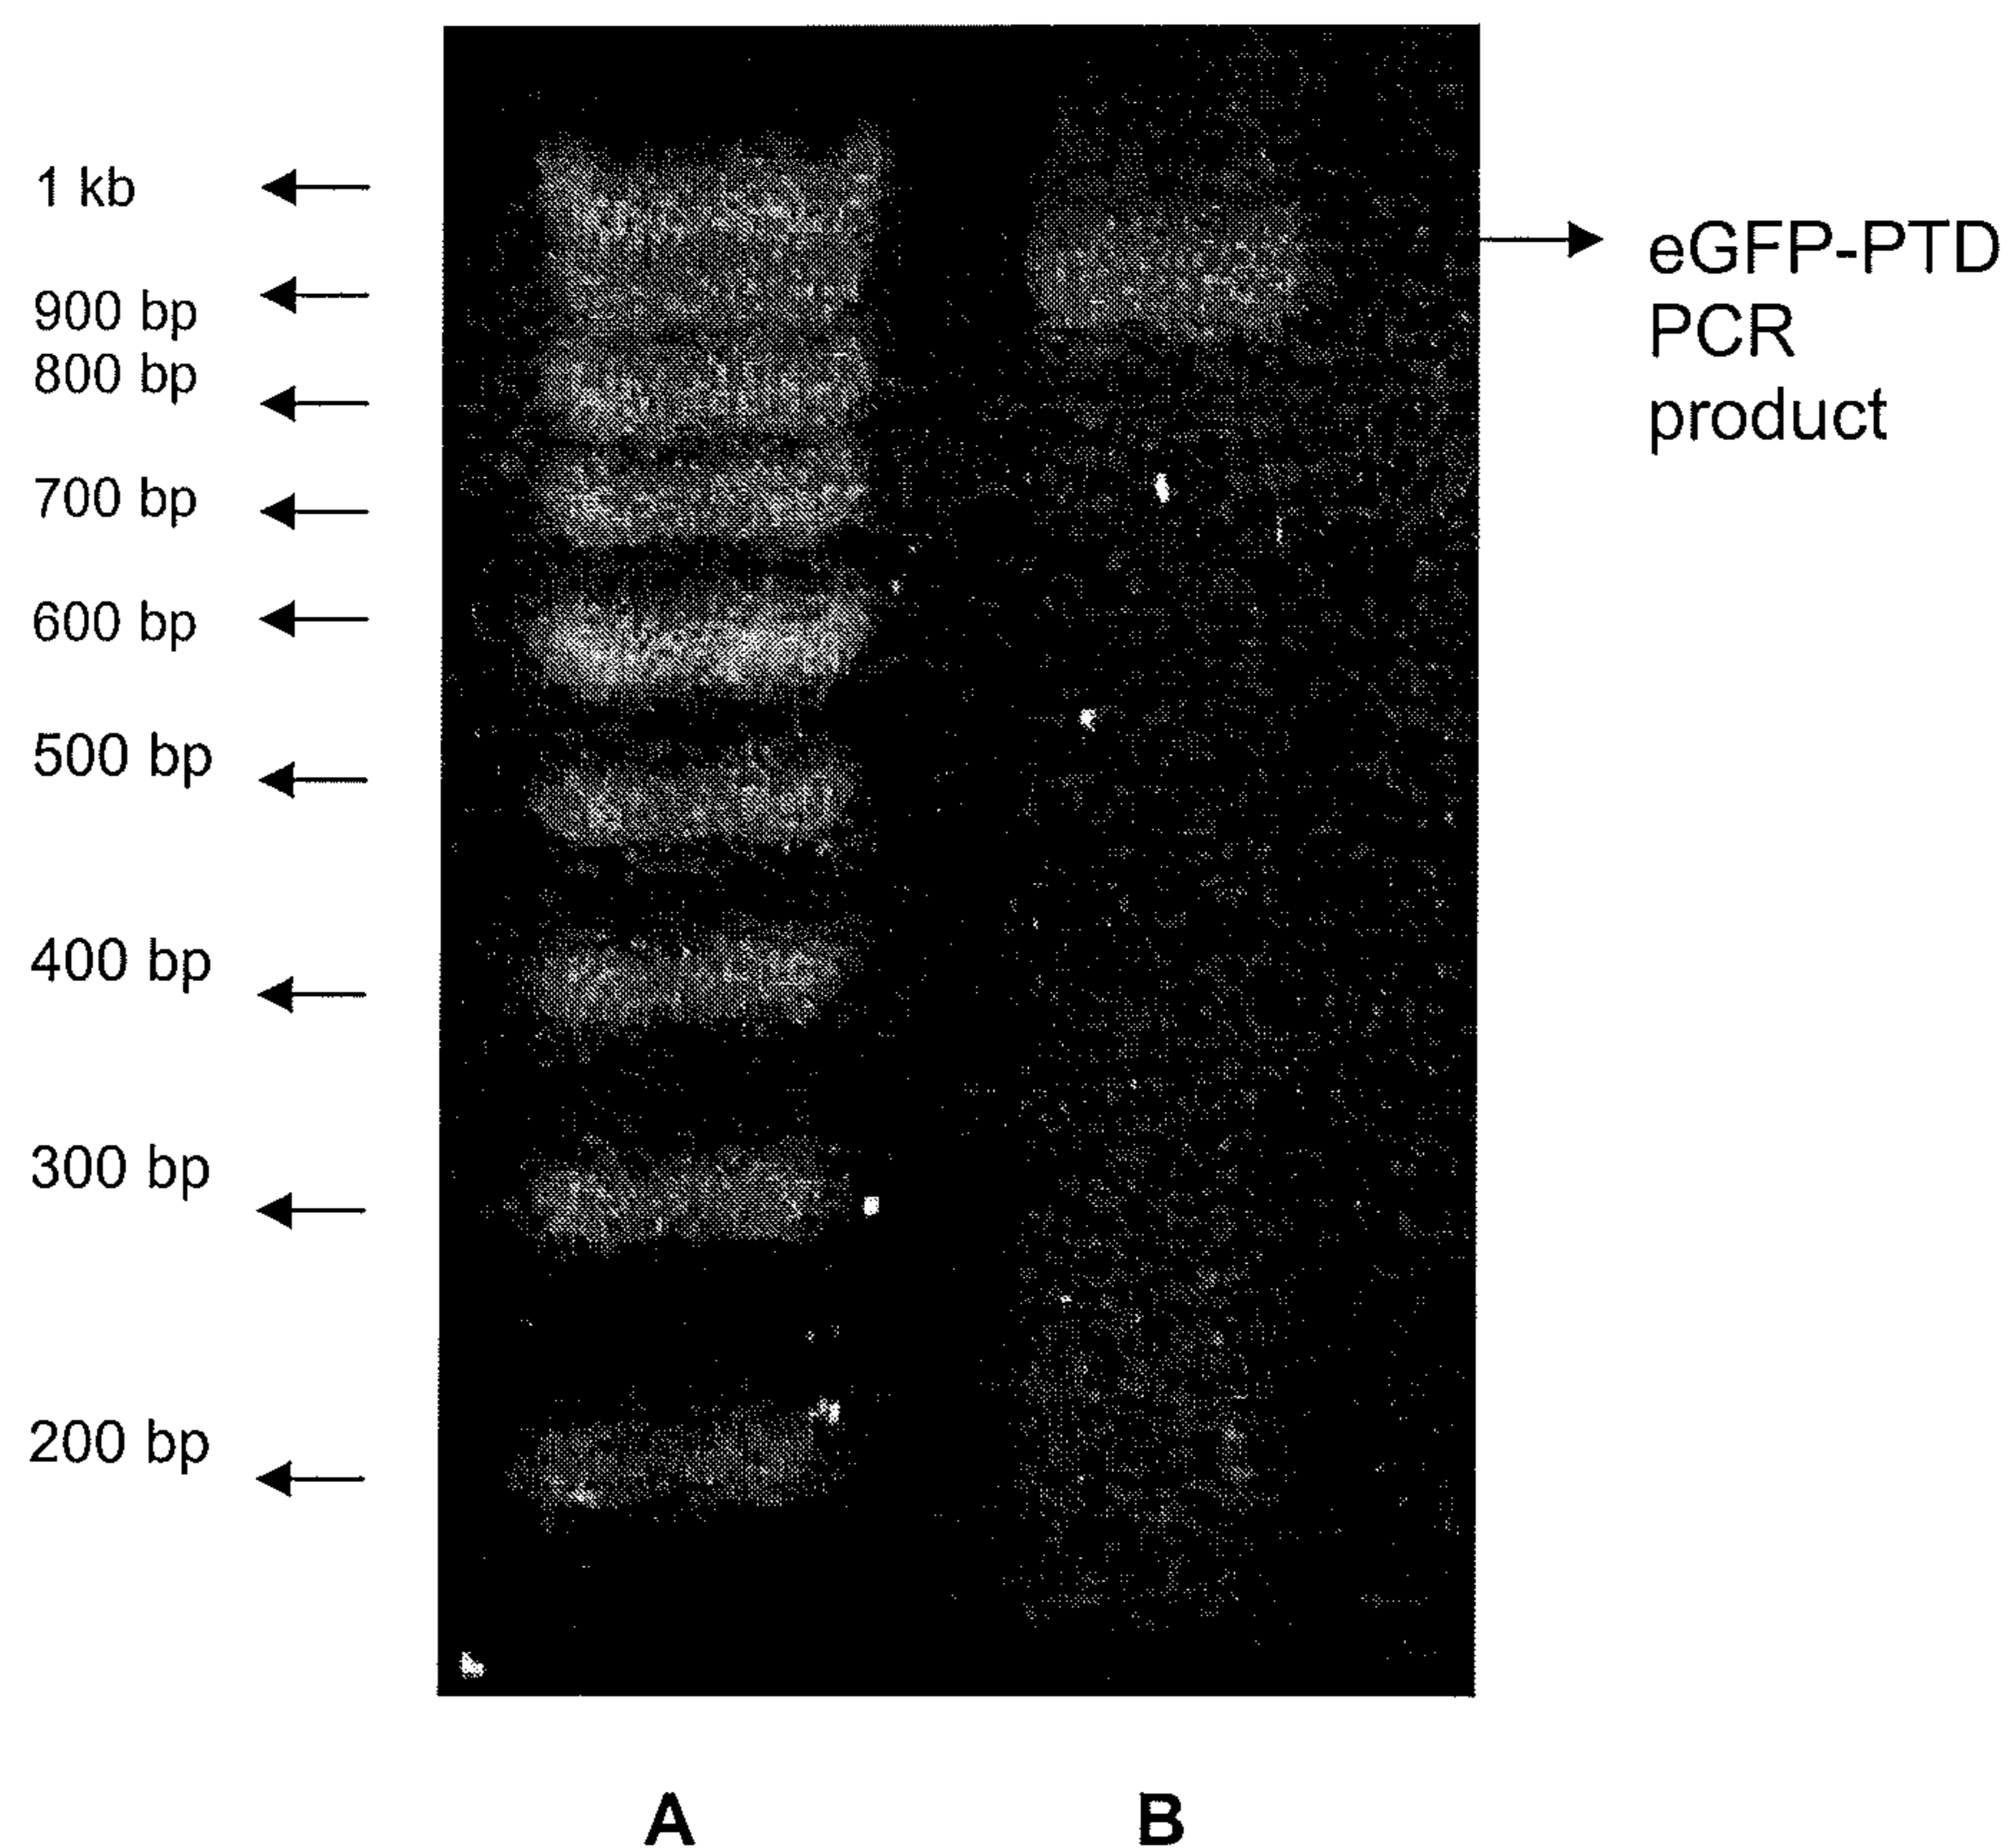 1 kb
900 bp
800 bp
700 bp
600 bp
500 bp
400 bp
300 bp
200 bp
eGFP-PTD
PCR
product
A
B